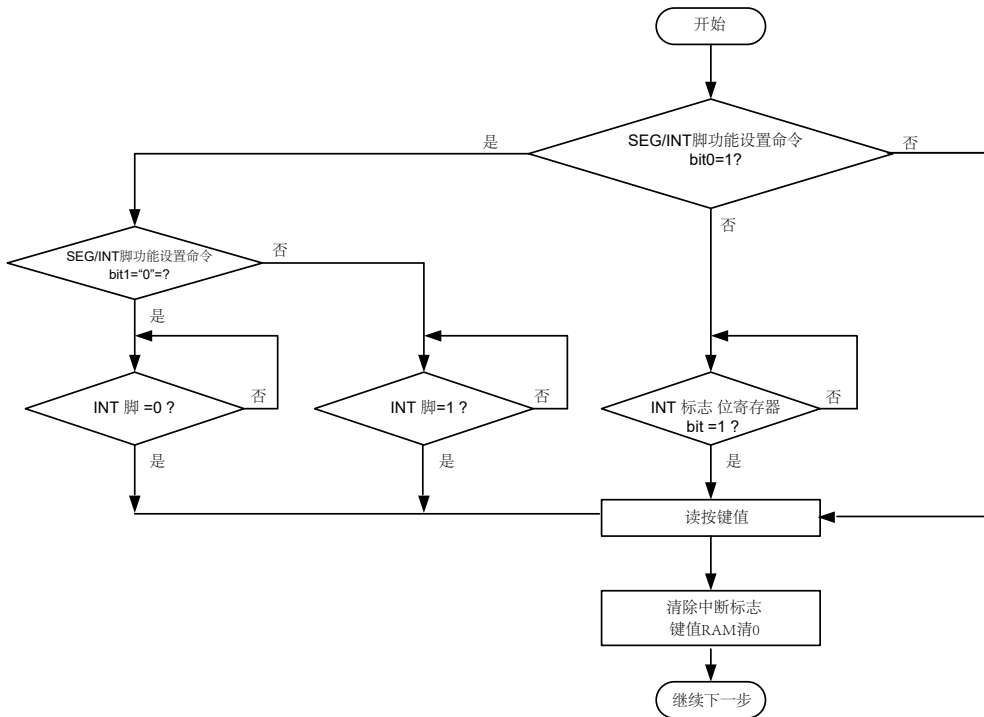 开始
SEG/INT脚功能设置命令
bit0=1?
是
否
否
SEG/INT脚功能设置命令
bit1=“0”=?
否
是
INT 脚 =0 ?
否
INT 脚=1 ?
否
INT 标志 位寄存器
bit =1 ?
否
是
是
是
读按键值
清除中断标志
键值RAM清0
继续下一步